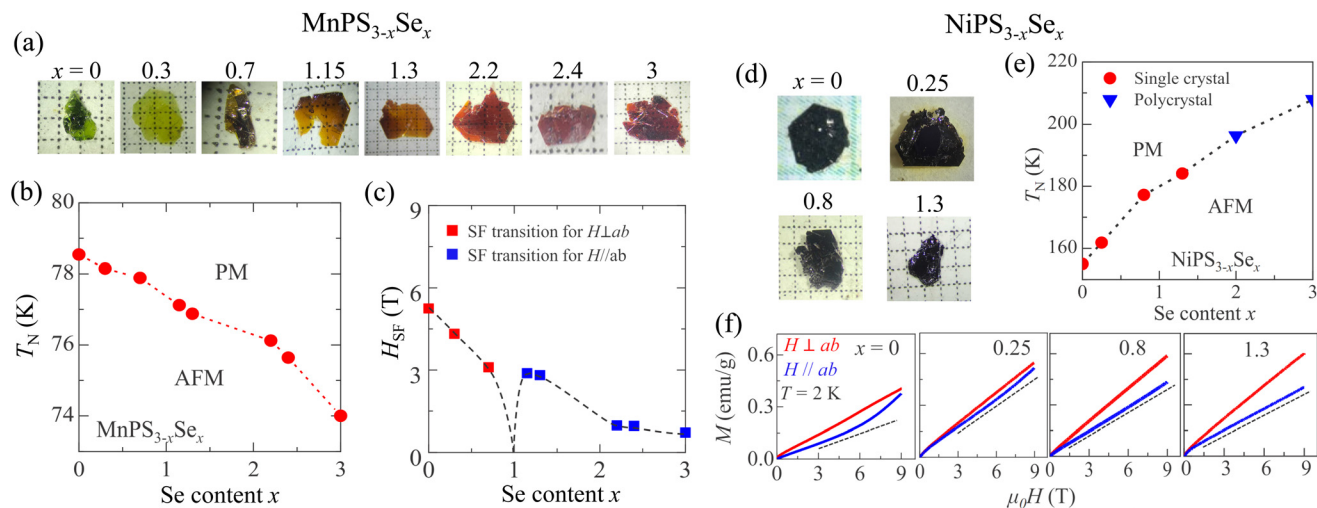 MnPS3-xSex
NiPS3-xSex
(a)
x = 0 0.3 0.7 1.15 1.3 2.2 2.4 3
(b)
80
78
76
74
TN (K)
PM
AFM
MnPS3-xSex
0 1 2 3
Se content x
(c)
9
6
3
0
HSF (T)
SF transition for H⊥ab
SF transition for H//ab
0 1 2 3
Se content x
(d)
x = 0 0.25
0.8 1.3
(e)
200
180
160
TN (K)
Single crystal
Polycrystal
PM
AFM
NiPS3-xSex
0 1 2 3
Se content x
(f)
0.6
0.3
0.0
M (emu/g)
H ⊥ ab x = 0
H // ab
T = 2 K
0.25
0.8
1.3
0 3 6 9 0 3 6 9 0 3 6 9 0 3 6 9
μ0H (T)